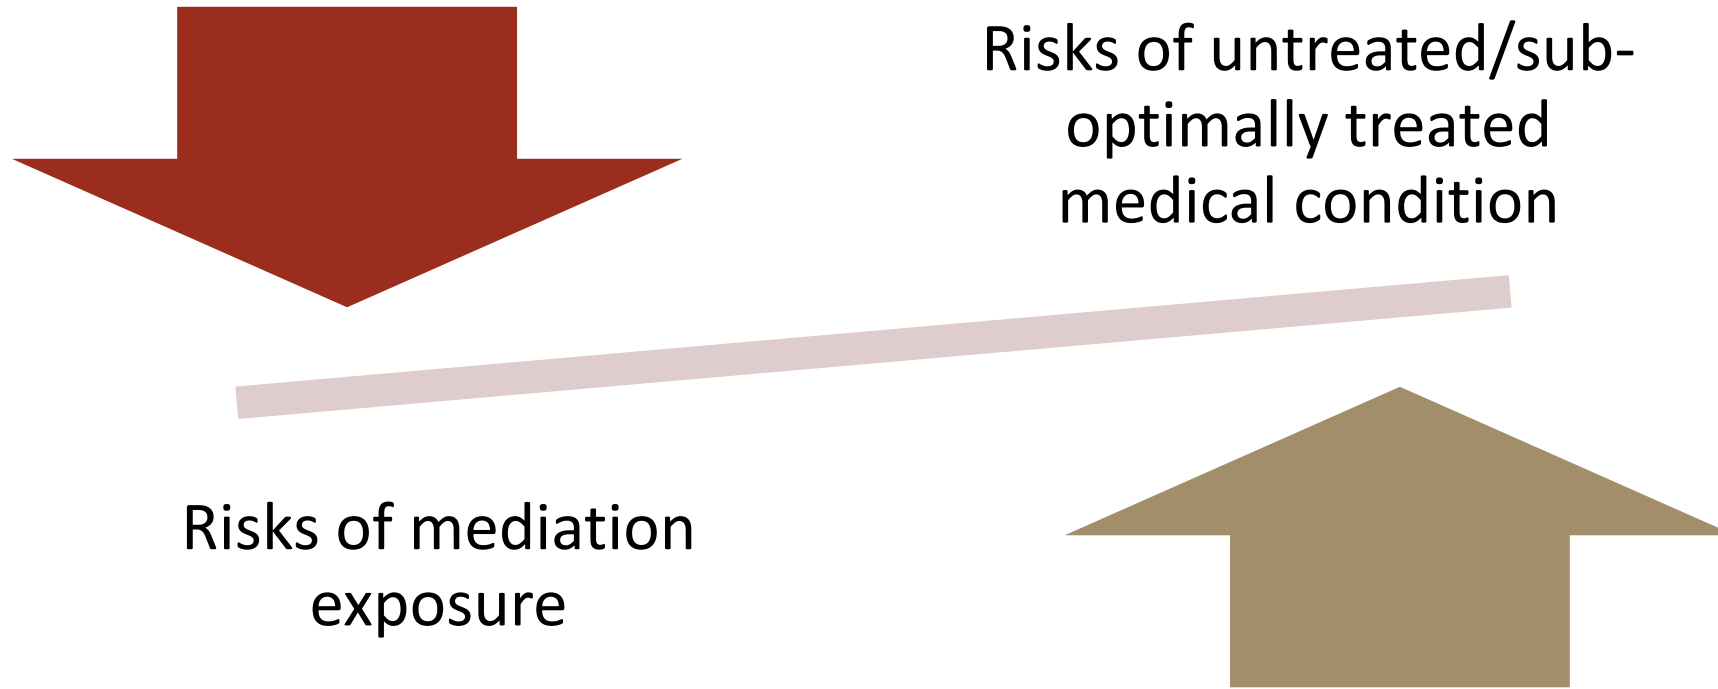 Risks of untreated/sub-
optimally treated
medical condition
Risks of mediation
exposure